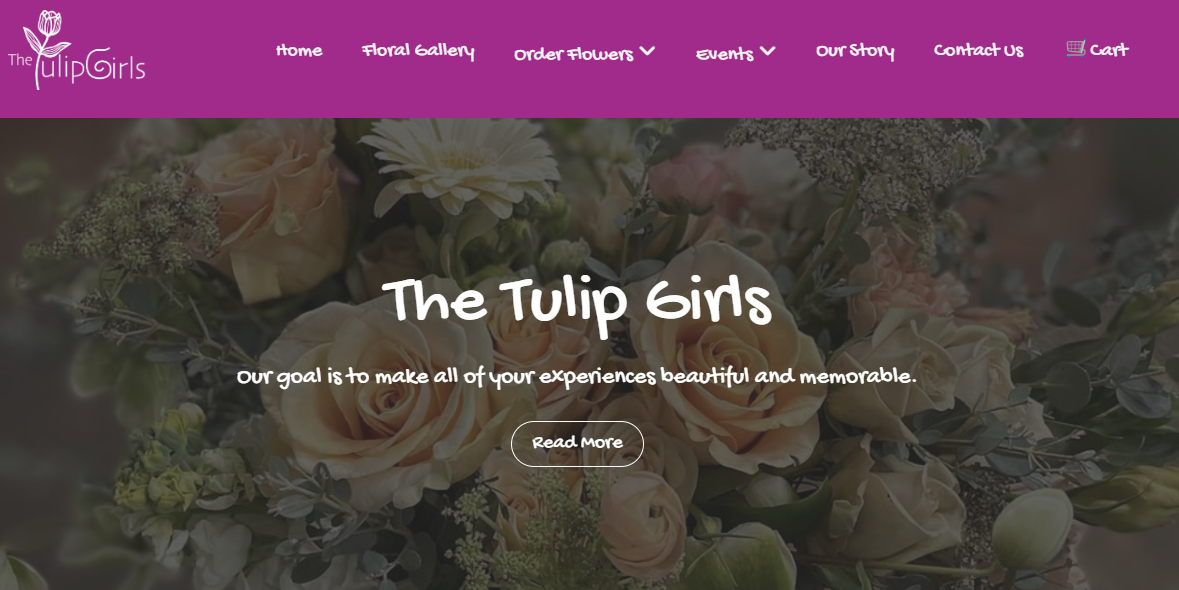 The TulipGirls
Home Floral Gallery Order Flowers Events Our Story Contact Us Cart
The Tulip Girls
Our goal is to make all of your experiences beautiful and memorable.
Read More